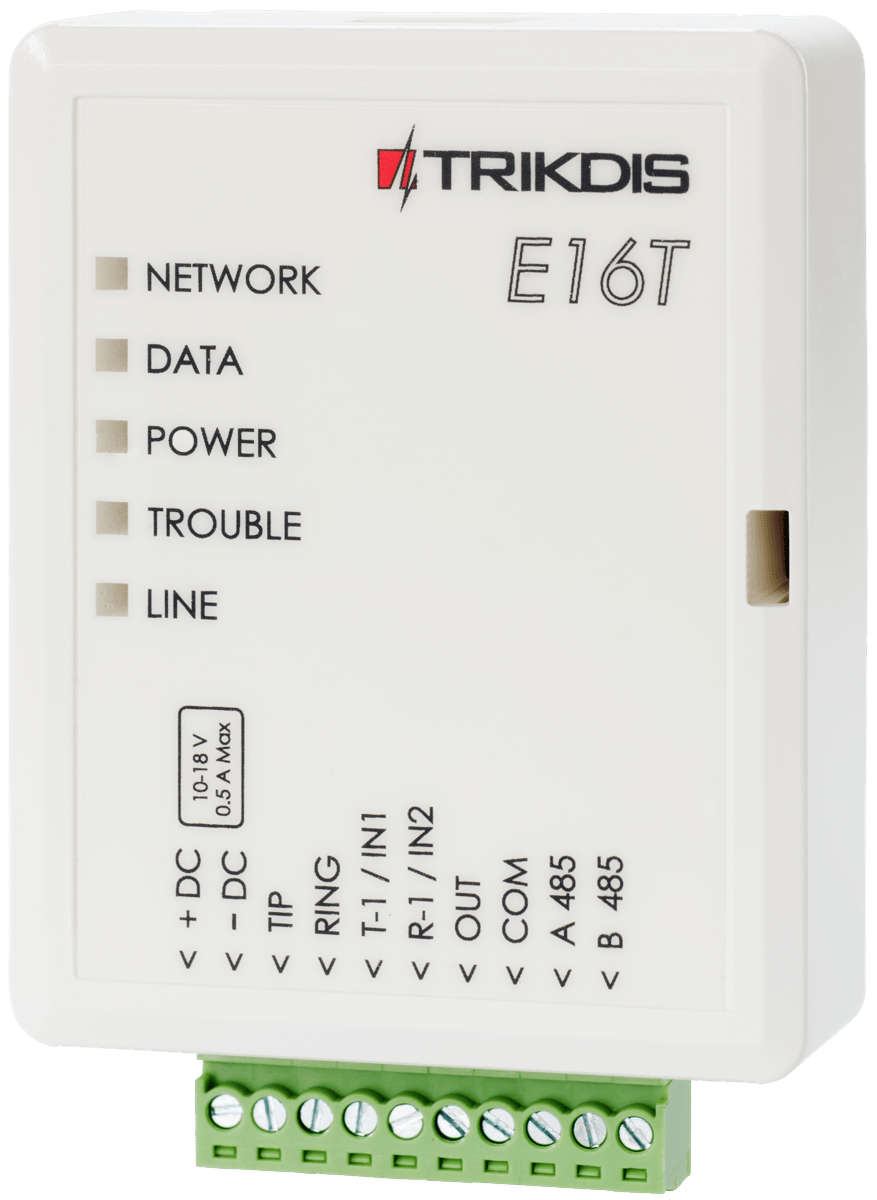 TRIKDIS
E16T
NETWORK
DATA
POWER
TROUBLE
LINE
10-18 V
0.5 A Max
< + DC
< - DC
< TIP
< RING
< T-1 / IN1
< R-1 / IN2
< OUT
< COM
< A 485
< B 485